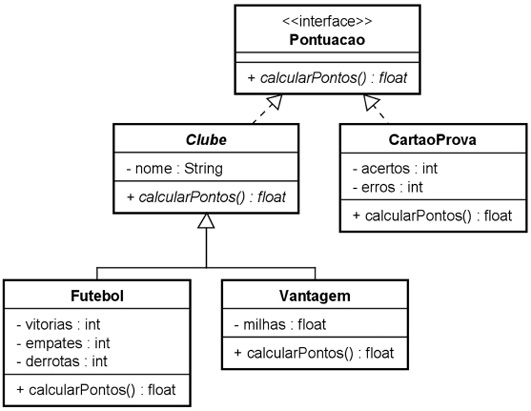 <<interface>>
Pontuacao
+ calcularPontos() : float
Clube
- nome : String
+ calcularPontos() : float
CartaoProva
- acertos : int
- erros : int
+ calcularPontos() : float
Futebol
- vitorias : int
- empates : int
- derrotas : int
+ calcularPontos() : float
Vantagem
- milhas : float
+ calcularPontos() : float